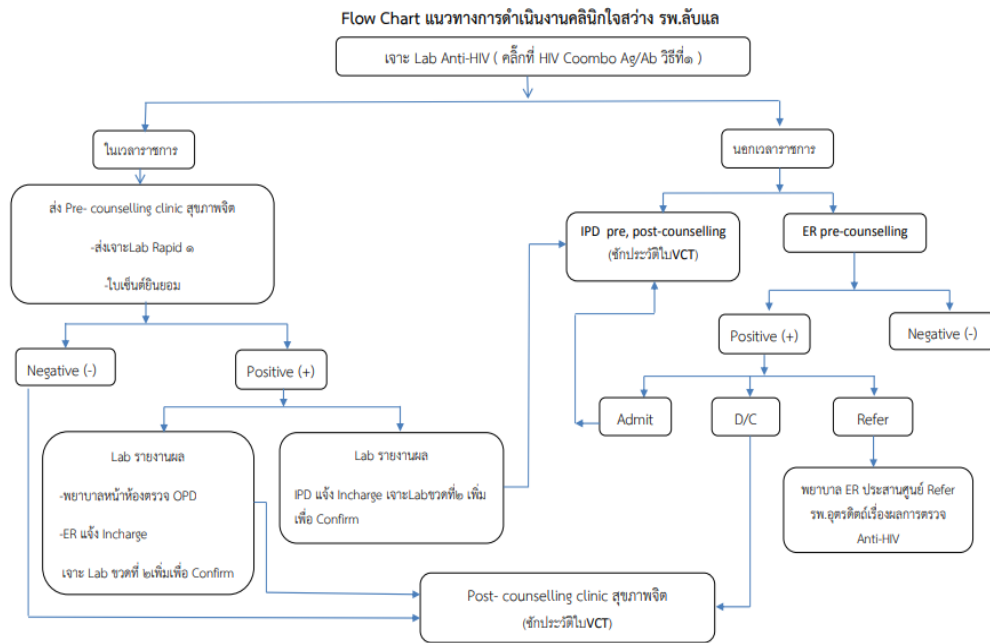 Flow Chart แนวทางการดำเนินงานคลินิกใจสว่าง รพ.ลับแล
เจาะ Lab Anti-HIV ( คลิ๊กที่ HIV Coombo Ag/Ab วิธีที่๑ )
ในเวลาราชการ
นอกเวลาราชการ
ส่ง Pre- counselling clinic สุขภาพจิต
-ส่งเจาะLab Rapid ๑
-ใบเซ็นต์ยินยอม
IPD pre, post-counselling
(ซักประวัติใบVCT)
ER pre-counselling
Negative (-)
Positive (+)
Positive (+)
Negative (-)
Admit
D/C
Refer
Lab รายงานผล
-พยาบาลหน้าห้องตรวจ OPD
-ER แจ้ง Incharge
เจาะ Lab ขวดที่ ๒เพิ่มเพื่อ Confirm
Lab รายงานผล
IPD แจ้ง Incharge เจาะLabขวดที่๒ เพิ่ม
เพื่อ Confirm
พยาบาล ER ประสานศูนย์ Refer
รพ.อุตรดิตถ์เรื่องผลการตรวจ
Anti-HIV
Post- counselling clinic สุขภาพจิต
(ซักประวัติใบVCT)